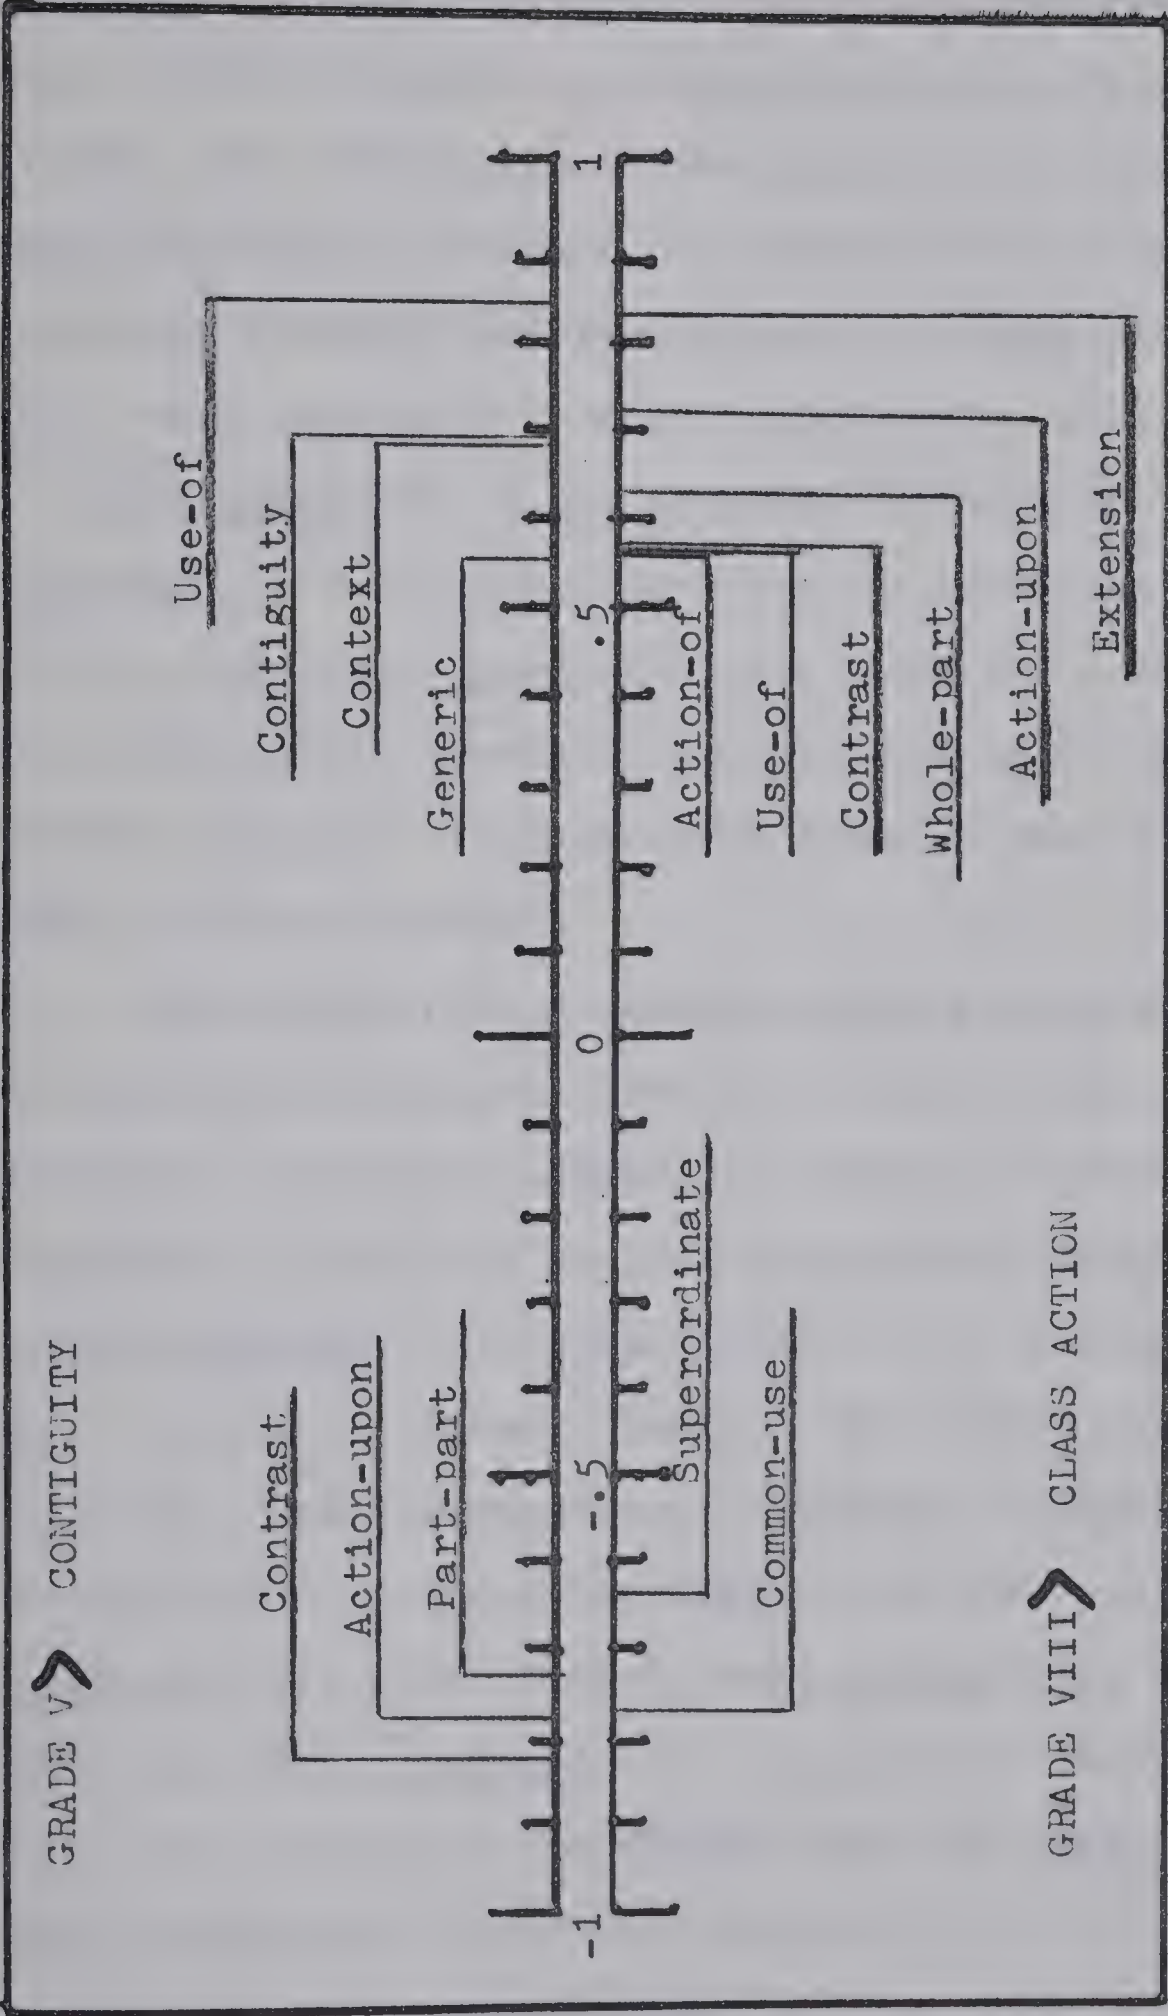 GRADE V > CONTIGUITY
Use-of
Contrast
Contiguity
Action-upon
Context
Part-part
Generic
-1
-.5
0
.5
1
Superordinate
Action-of
Common-use
Use-of
Contrast
Whole-part
Action-upon
GRADE VIII > CLASS ACTION
Extension